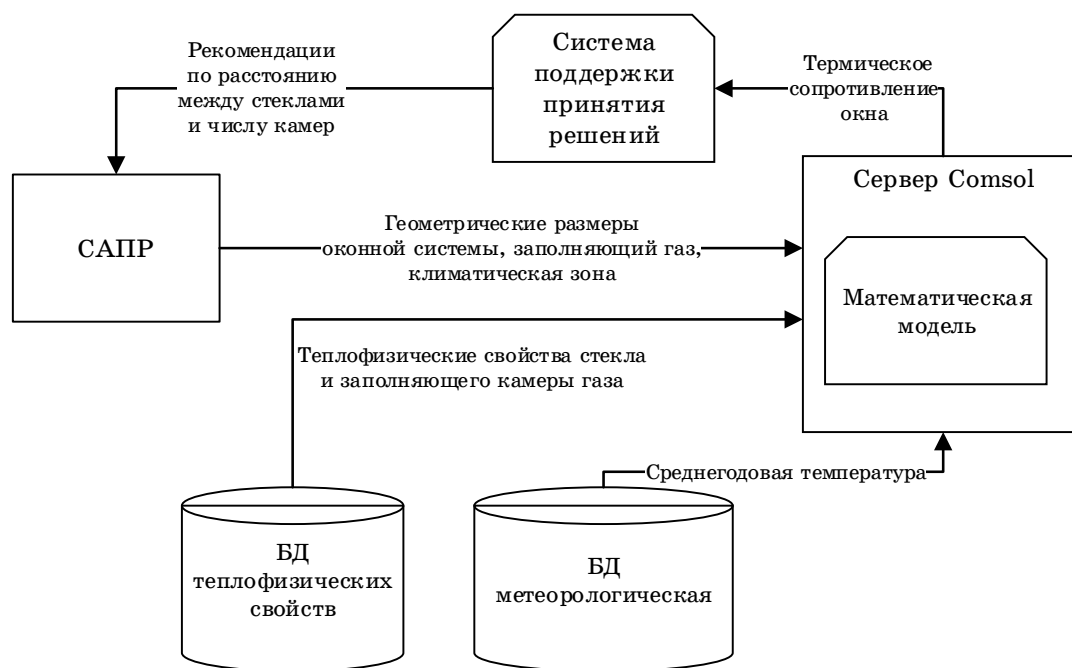 Рекомендации
по расстоянию
между стеклами
и числу камер
Система
поддержки
принятия
решений
Термическое
сопротивление
окна
САПР
Геометрические размеры
оконной системы, заполняющий газ,
климатическая зона
Сервер Comsol
Математическая
модель
Теплофизические свойства стекла
и заполняющего камеры газа
Среднегодовая температура
БД
теплофизических
свойств
БД
метеорологическая